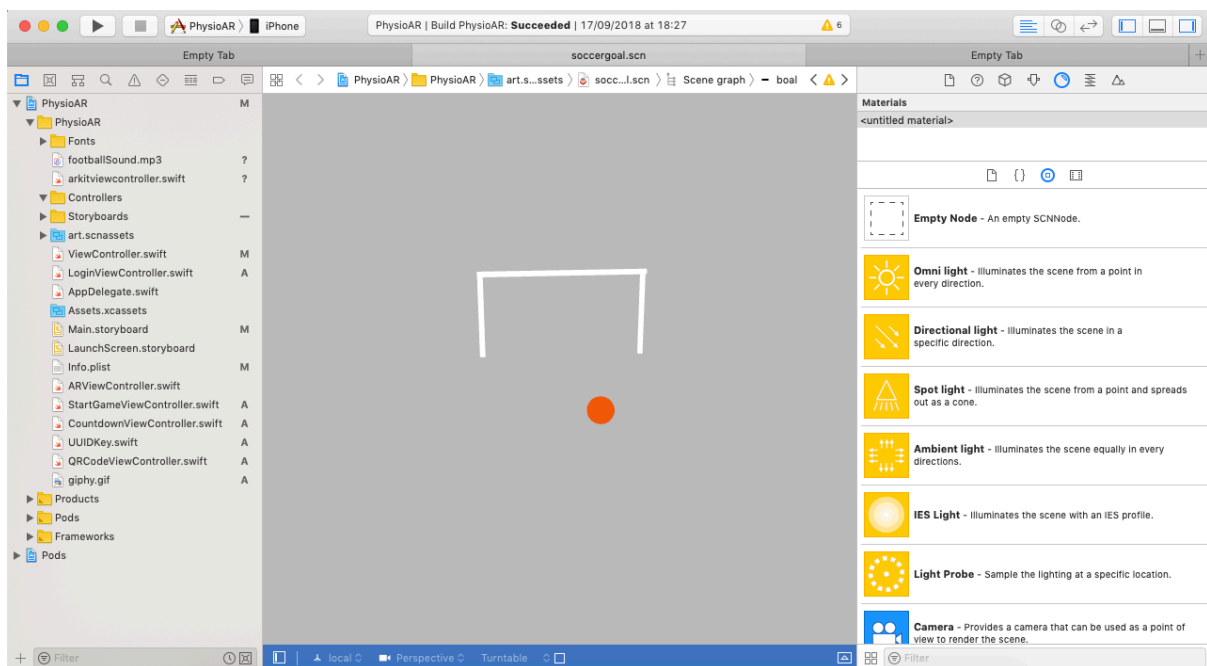 PhysioAR 〉 iPhone
PhysioAR | Build PhysioAR: Succeeded | 17/09/2018 at 18:27
6
Empty Tab
soccergoal.scn
Empty Tab
PhysioAR 〉 PhysioAR 〉 art.s...ssets 〉 socc...l.scn 〉 Scene graph 〉 boal
PhysioAR M
PhysioAR
Fonts
footballSound.mp3 ?
arkitviewcontroller.swift ?
Controllers
Storyboards
art.scnassets
ViewController.swift M
LoginViewController.swift A
AppDelegate.swift
Assets.xcassets
Main.storyboard M
LaunchScreen.storyboard
Info.plist M
ARViewController.swift
StartGameViewController.swift A
CountdownViewController.swift A
UUIDKey.swift A
QRCodeViewController.swift A
giphy.gif A
Products
Pods
Frameworks
Pods
Filter
local
Perspective
Turntable
Materials
<untitled material>
Empty Node - An empty SCNNode.
Omni light - Illuminates the scene from a point in
every direction.
Directional light - Illuminates the scene in a
specific direction.
Spot light - Illuminates the scene from a point and spreads
out as a cone.
Ambient light - Illuminates the scene equally in every
directions.
IES Light - Illuminates the scene with an IES profile.
Light Probe - Sample the lighting at a specific location.
Camera - Provides a camera that can be used as a point of
view to render the scene.
Filter